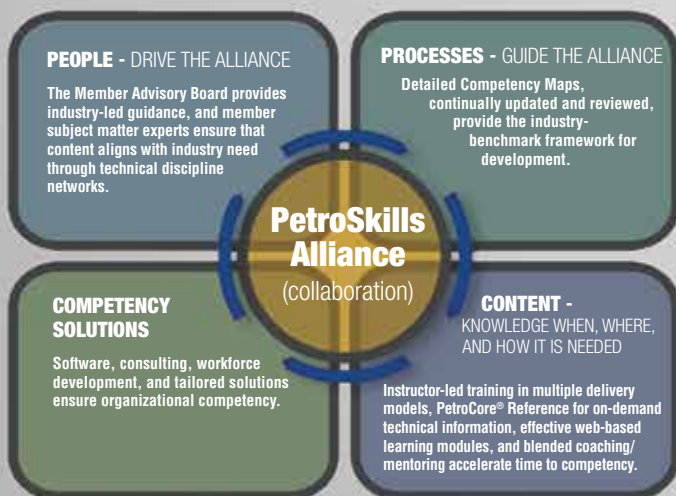 PEOPLE - DRIVE THE ALLIANCE
The Member Advisory Board provides
industry-led guidance, and member
subject matter experts ensure that
content aligns with industry need
through technical discipline
networks.
PROCESSES - GUIDE THE ALLIANCE
Detailed Competency Maps,
continually updated and reviewed,
provide the industry-
benchmark framework for
development.
PetroSkills
Alliance
(collaboration)
COMPETENCY
SOLUTIONS
Software, consulting, workforce
development, and tailored solutions
ensure organizational competency.
CONTENT -
KNOWLEDGE WHEN, WHERE,
AND HOW IT IS NEEDED
Instructor-led training in multiple delivery
models, PetroCore® Reference for on-demand
technical information, effective web-based
learning modules, and blended coaching/
mentoring accelerate time to competency.